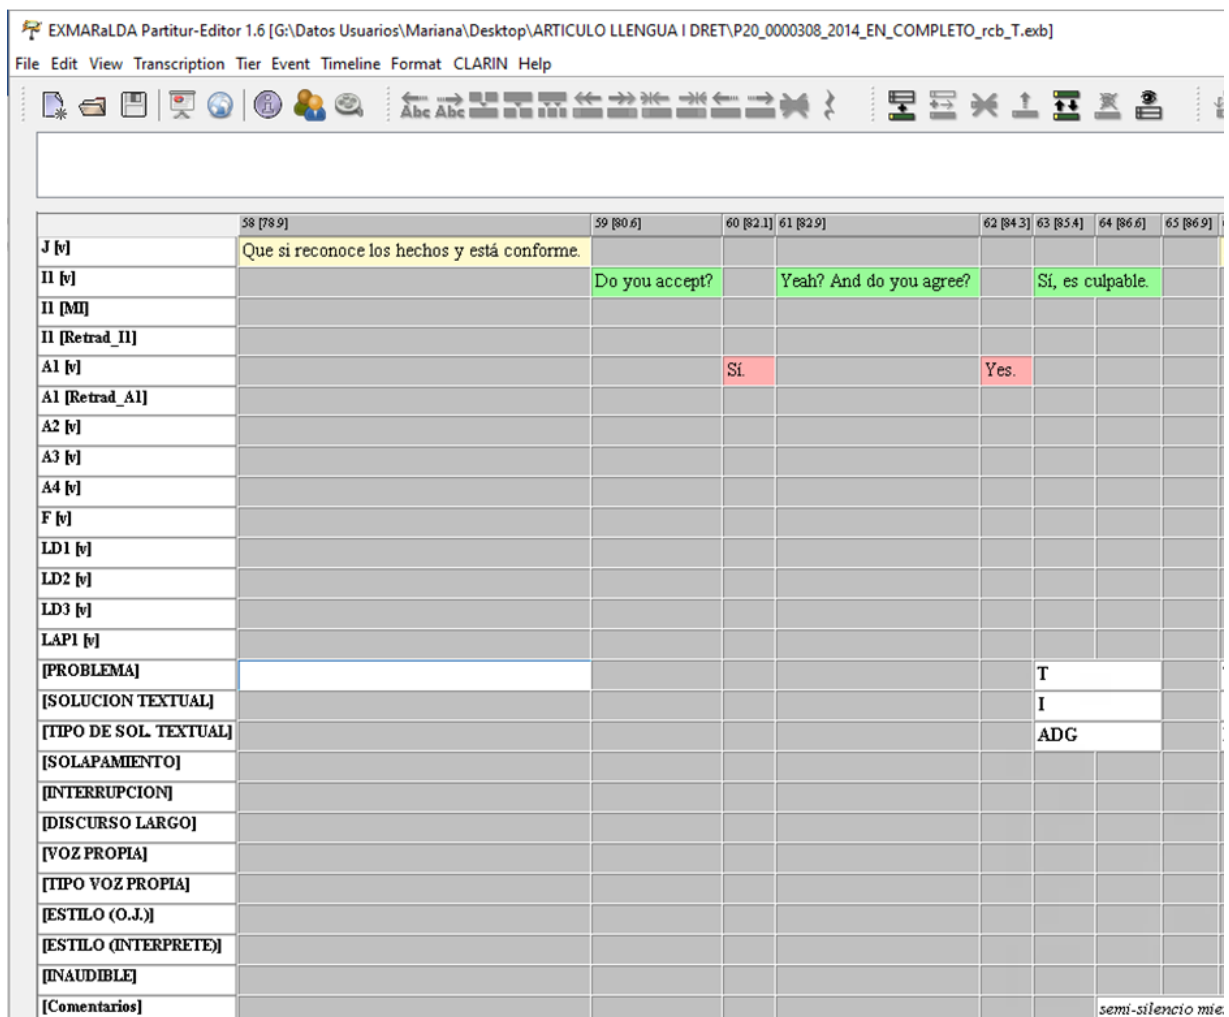 EXMARaLDA Partitur-Editor 1.6 [G:\Datos Usuarios\Mariana\Desktop\ARTICULO LLENGUA I DRET\P20_0000308_2014_EN_COMPLETO_rcb_T.exb]
File Edit View Transcription Tier Event Timeline Format CLARIN Help
Abc Abc
58 [78.9] 59 [80.6] 60 [82.1] 61 [82.9] 62 [84.3] 63 [85.4] 64 [86.6] 65 [86.9]
J [v] Que si reconoce los hechos y está conforme.
I1 [v] Do you accept? Yeah? And do you agree? Sí, es culpable.
I1 [MI]
I1 [Retrad_I1]
A1 [v] Sí. Yes.
A1 [Retrad_A1]
A2 [v]
A3 [v]
A4 [v]
F [v]
LD1 [v]
LD2 [v]
LD3 [v]
LAP1 [v]
[PROBLEMA] T
[SOLUCION TEXTUAL] I
[TIPO DE SOL. TEXTUAL] ADG
[SOLAPAMIENTO]
[INTERRUPCION]
[DISCURSO LARGO]
[VOZ PROPIA]
[TIPO VOZ PROPIA]
[ESTILO (O.J.)]
[ESTILO (INTERPRETE)]
[INAUDIBLE]
[Comentarios] semi-silencio mie